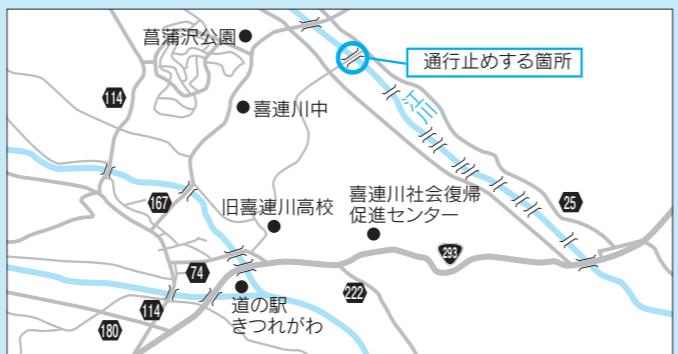 菖蒲沢公園
通行止めする箇所
114
江川
喜連川中
167
旧喜連川高校
喜連川社会復帰
促進センター
25
293
74
道の駅
きつれがわ
222
114
180